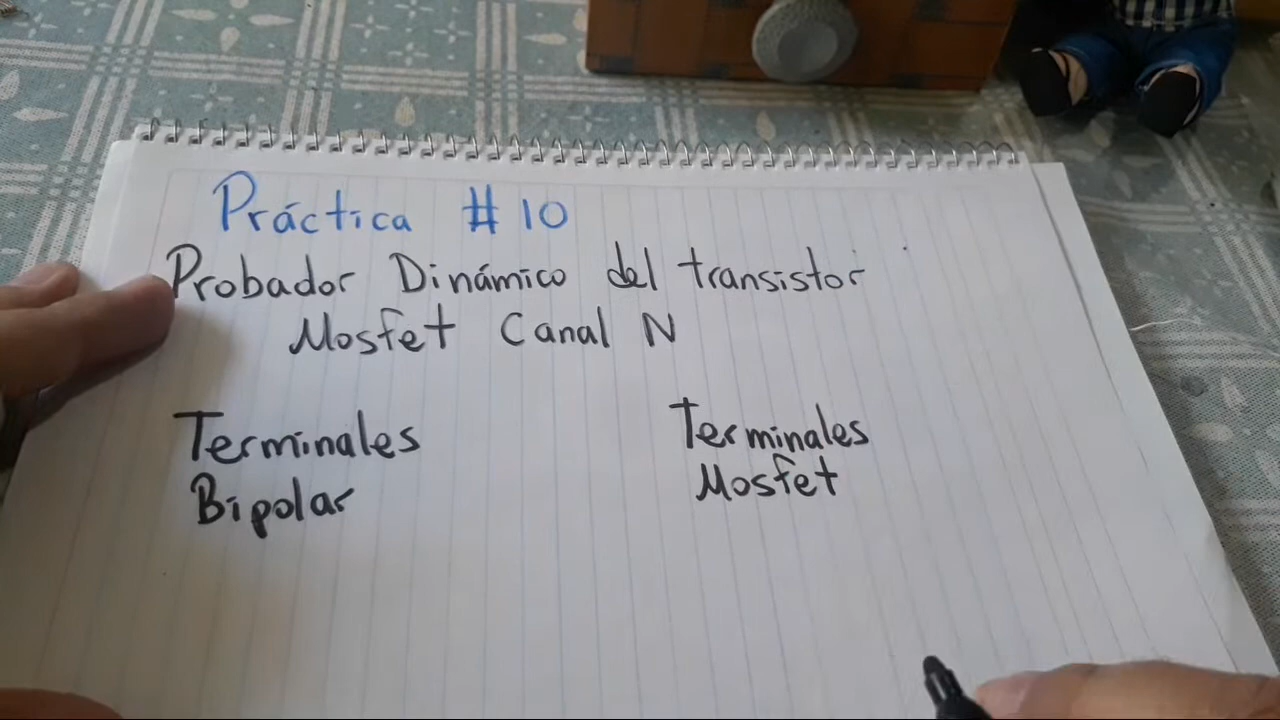 Práctica #10
Probador Dinámico del transistor
Mosfet Canal N
Terminales
Bipolar
Terminales
Mosfet